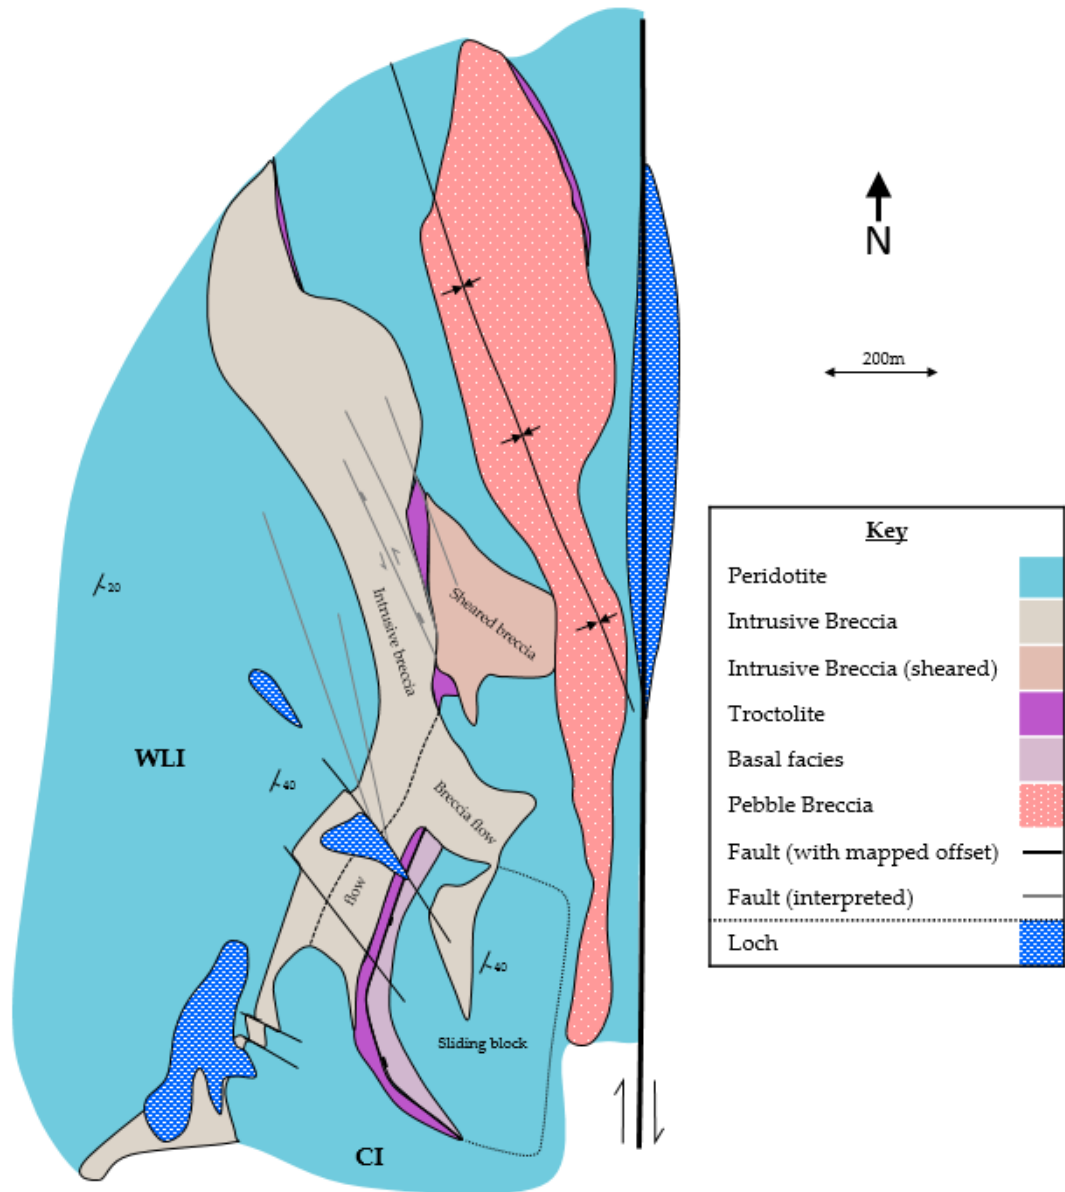 N
200m
Key
Peridotite
Intrusive Breccia
Intrusive Breccia (sheared)
Troctolite
Basal facies
Pebble Breccia
Fault (with mapped offset)
Fault (interpreted)
Loch
20
Intrusive breccia
Sheared breccia
WLI
40
Breccia flow
flow
40
Sliding block
CI